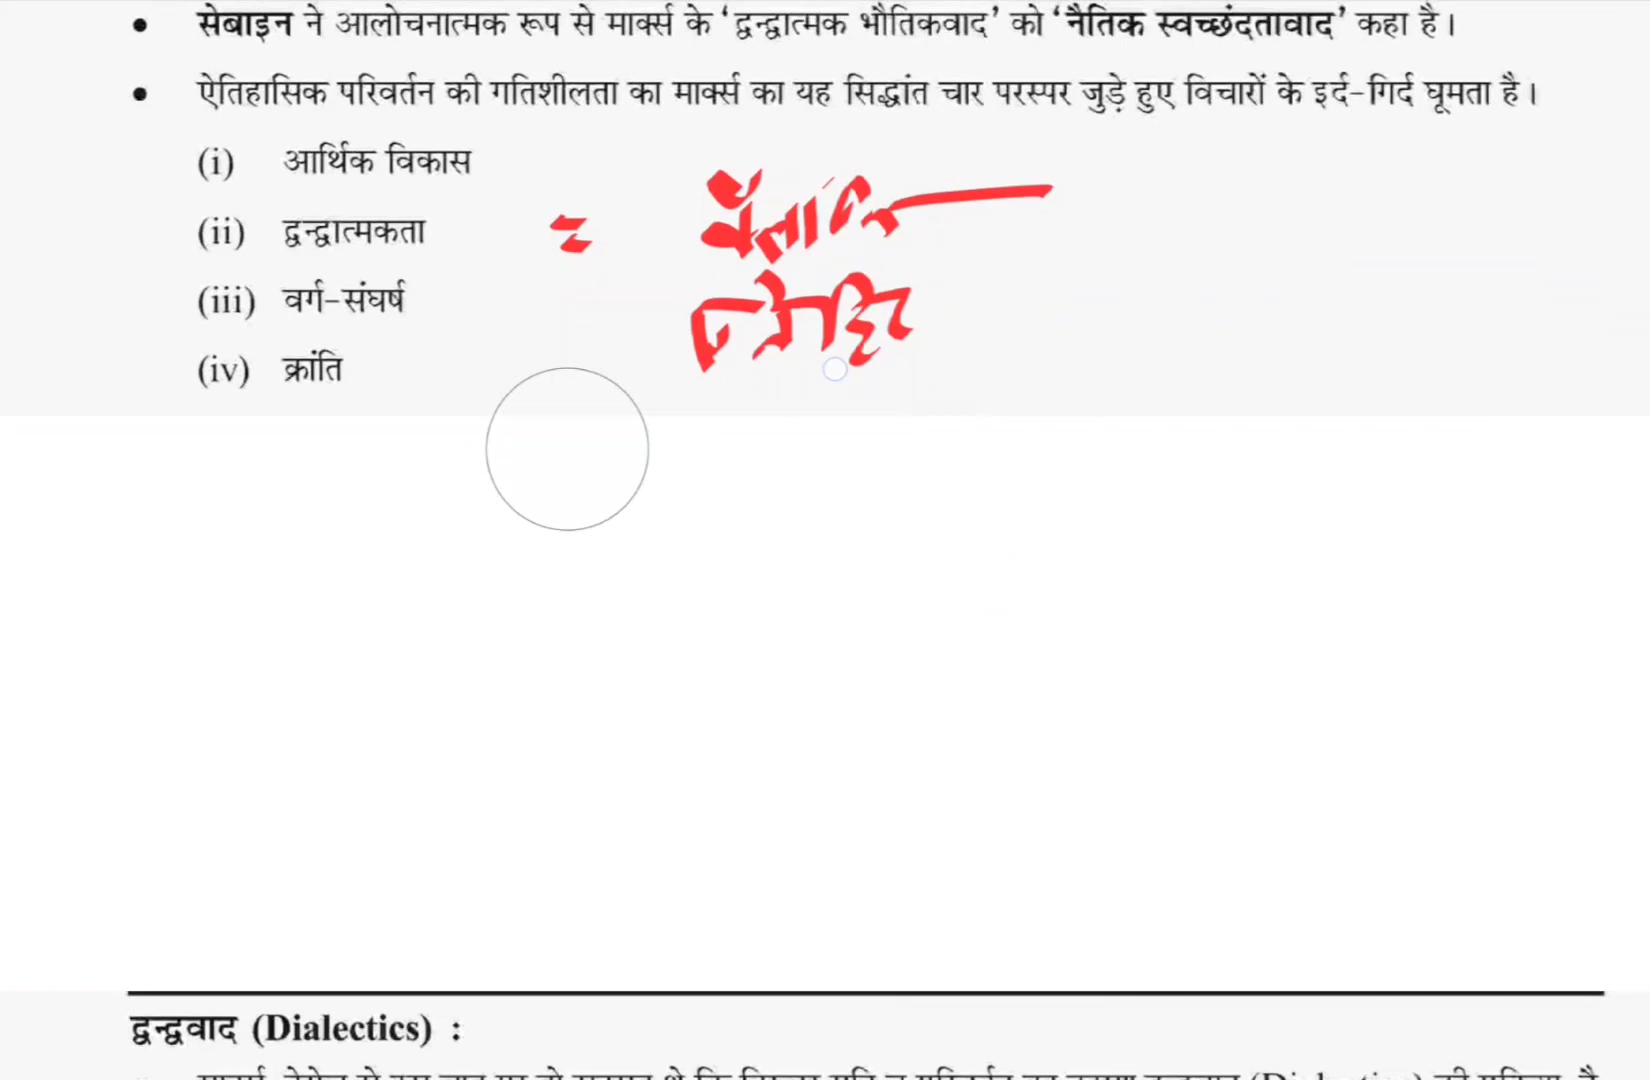 • सेबाइन ने आलोचनात्मक रूप से मार्क्स के ‘द्वन्द्वात्मक भौतिकवाद’ को ‘नैतिक स्वच्छंदतावाद’ कहा है।
• ऐतिहासिक परिवर्तन की गतिशीलता का मार्क्स का यह सिद्धांत चार परस्पर जुड़े हुए विचारों के इर्द-गिर्द घूमता है।
(i) आर्थिक विकास
(ii) द्वन्द्वात्मकता
(iii) वर्ग-संघर्ष
(iv) क्रांति
द्वन्द्ववाद (Dialectics) :